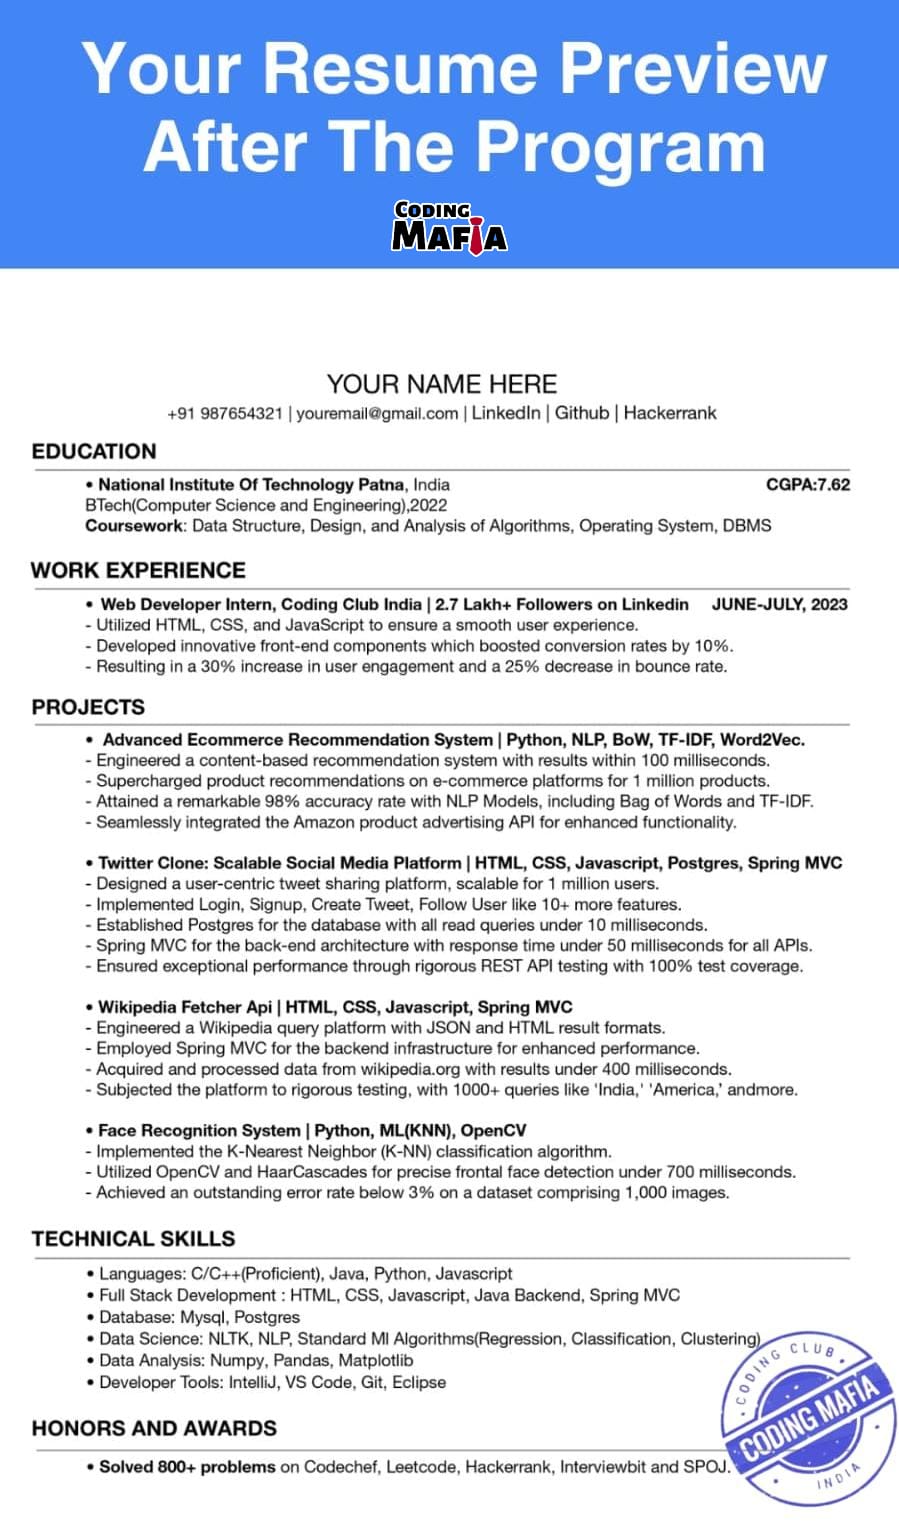 Your Resume Preview
After The Program
CODING
MAFIA
YOUR NAME HERE
+91 987654321 | youremail@gmail.com | LinkedIn | Github | Hackerrank
EDUCATION
• National Institute Of Technology Patna, India CGPA:7.62
BTech(Computer Science and Engineering),2022
Coursework: Data Structure, Design, and Analysis of Algorithms, Operating System, DBMS
WORK EXPERIENCE
• Web Developer Intern, Coding Club India | 2.7 Lakh+ Followers on Linkedin JUNE-JULY, 2023
- Utilized HTML, CSS, and JavaScript to ensure a smooth user experience.
- Developed innovative front-end components which boosted conversion rates by 10%.
- Resulting in a 30% increase in user engagement and a 25% decrease in bounce rate.
PROJECTS
• Advanced Ecommerce Recommendation System | Python, NLP, BoW, TF-IDF, Word2Vec.
- Engineered a content-based recommendation system with results within 100 milliseconds.
- Supercharged product recommendations on e-commerce platforms for 1 million products.
- Attained a remarkable 98% accuracy rate with NLP Models, including Bag of Words and TF-IDF.
- Seamlessly integrated the Amazon product advertising API for enhanced functionality.
• Twitter Clone: Scalable Social Media Platform | HTML, CSS, Javascript, Postgres, Spring MVC
- Designed a user-centric tweet sharing platform, scalable for 1 million users.
- Implemented Login, Signup, Create Tweet, Follow User like 10+ more features.
- Established Postgres for the database with all read queries under 10 milliseconds.
- Spring MVC for the back-end architecture with response time under 50 milliseconds for all APIs.
- Ensured exceptional performance through rigorous REST API testing with 100% test coverage.
• Wikipedia Fetcher Api | HTML, CSS, Javascript, Spring MVC
- Engineered a Wikipedia query platform with JSON and HTML result formats.
- Employed Spring MVC for the backend infrastructure for enhanced performance.
- Acquired and processed data from wikipedia.org with results under 400 milliseconds.
- Subjected the platform to rigorous testing, with 1000+ queries like 'India,' 'America,' andmore.
• Face Recognition System | Python, ML(KNN), OpenCV
- Implemented the K-Nearest Neighbor (K-NN) classification algorithm.
- Utilized OpenCV and HaarCascades for precise frontal face detection under 700 milliseconds.
- Achieved an outstanding error rate below 3% on a dataset comprising 1,000 images.
TECHNICAL SKILLS
• Languages: C/C++(Proficient), Java, Python, Javascript
• Full Stack Development : HTML, CSS, Javascript, Java Backend, Spring MVC
• Database: Mysql, Postgres
• Data Science: NLTK, NLP, Standard Ml Algorithms(Regression, Classification, Clustering)
• Data Analysis: Numpy, Pandas, Matplotlib
• Developer Tools: IntelliJ, VS Code, Git, Eclipse
HONORS AND AWARDS
• Solved 800+ problems on Codechef, Leetcode, Hackerrank, Interviewbit and SPOJ.
CODING CLUB
CODING MAFIA
INDIA